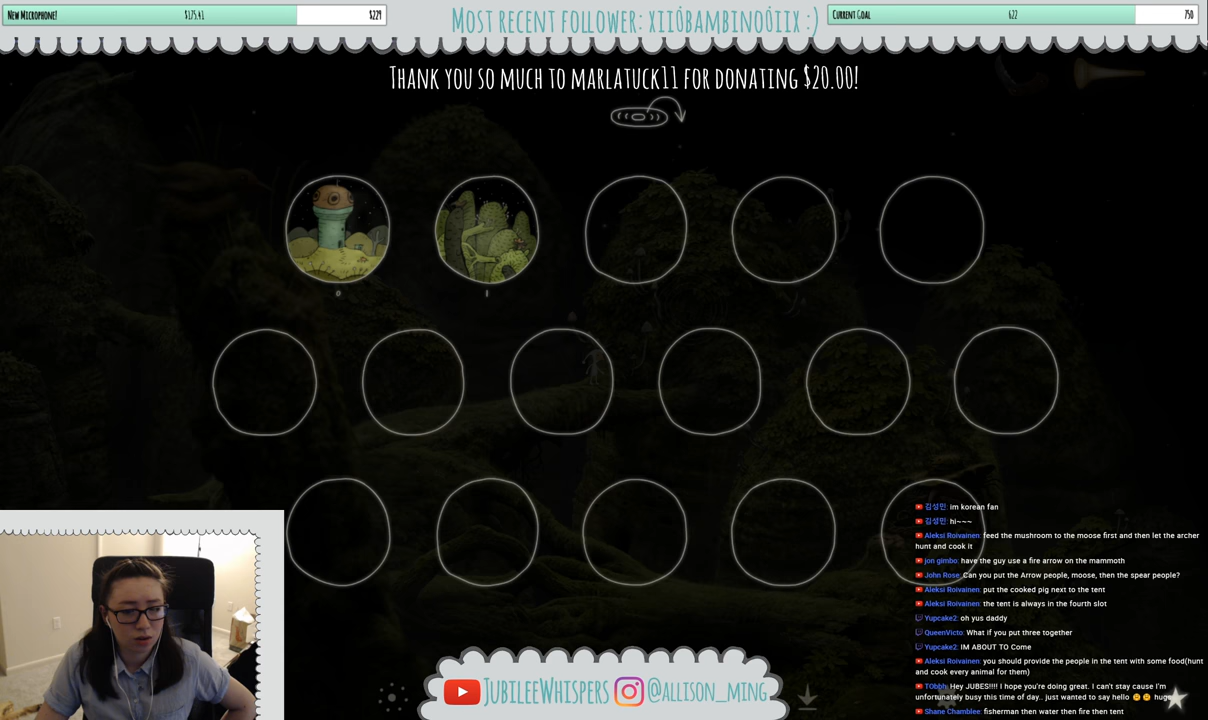 New Microphone!
$175.41
$229
Most recent follower: xiiÓbambinoÓiix :)
Current Goal
622
750
Thank you so much to marlatuck11 for donating $20.00!
0
1
김성민: im korean fan
김성민: hi~~~
Aleksi Roivainen: feed the mushroom to the moose first and then let the archer
hunt and cook it
jon gimbo: have the guy use a fire arrow on the mammoth
John Rose: Can you put the Arrow people, moose, then the spear people?
Aleksi Roivainen: put the cooked pig next to the tent
Aleksi Roivainen: the tent is always in the fourth slot
Yupcake2: oh yus daddy
QueenVicto: What if you put three together
Yupcake2: IM ABOUT TO Come
Aleksi Roivainen: you should provide the people in the tent with some food(hunt
and cook every animal for them)
TObbh: Hey JUBES!!!! I hope you're doing great. I can't stay cause I'm
unfortunately busy this time of day.. just wanted to say hello 🙁 🙁 hug
Shane Chamblee: fisherman then water then fire then tent
JubileeWhispers @allison_ming